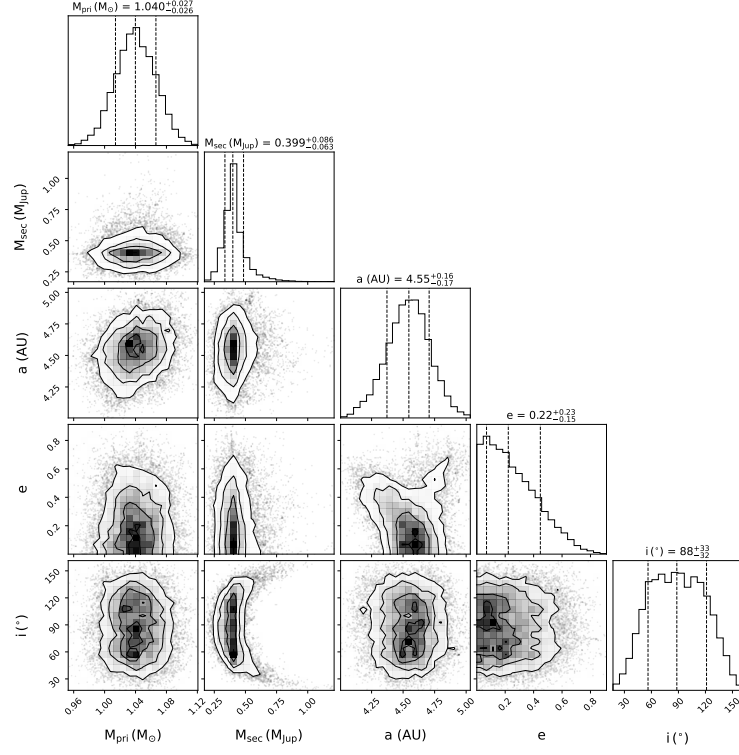 M_pri (M_⊙) = 1.040^{+0.027}_{-0.026}
M_sec (M_Jup) = 0.399^{+0.086}_{-0.063}
M_sec (M_Jup)
1.00
0.75
0.50
0.25
a (AU) = 4.55^{+0.16}_{-0.17}
a (AU)
5.00
4.75
4.50
4.25
e = 0.22^{+0.23}_{-0.15}
e
0.8
0.6
0.4
0.2
i (°) = 88^{+33}_{-32}
i (°)
150
120
90
60
30
0.96 1.00 1.04 1.08 1.12 0.25 0.50 0.75 1.00 4.25 4.50 4.75 5.00 0.2 0.4 0.6 0.8 30 60 90 120 150
M_pri (M_⊙) M_sec (M_Jup) a (AU) e i (°)